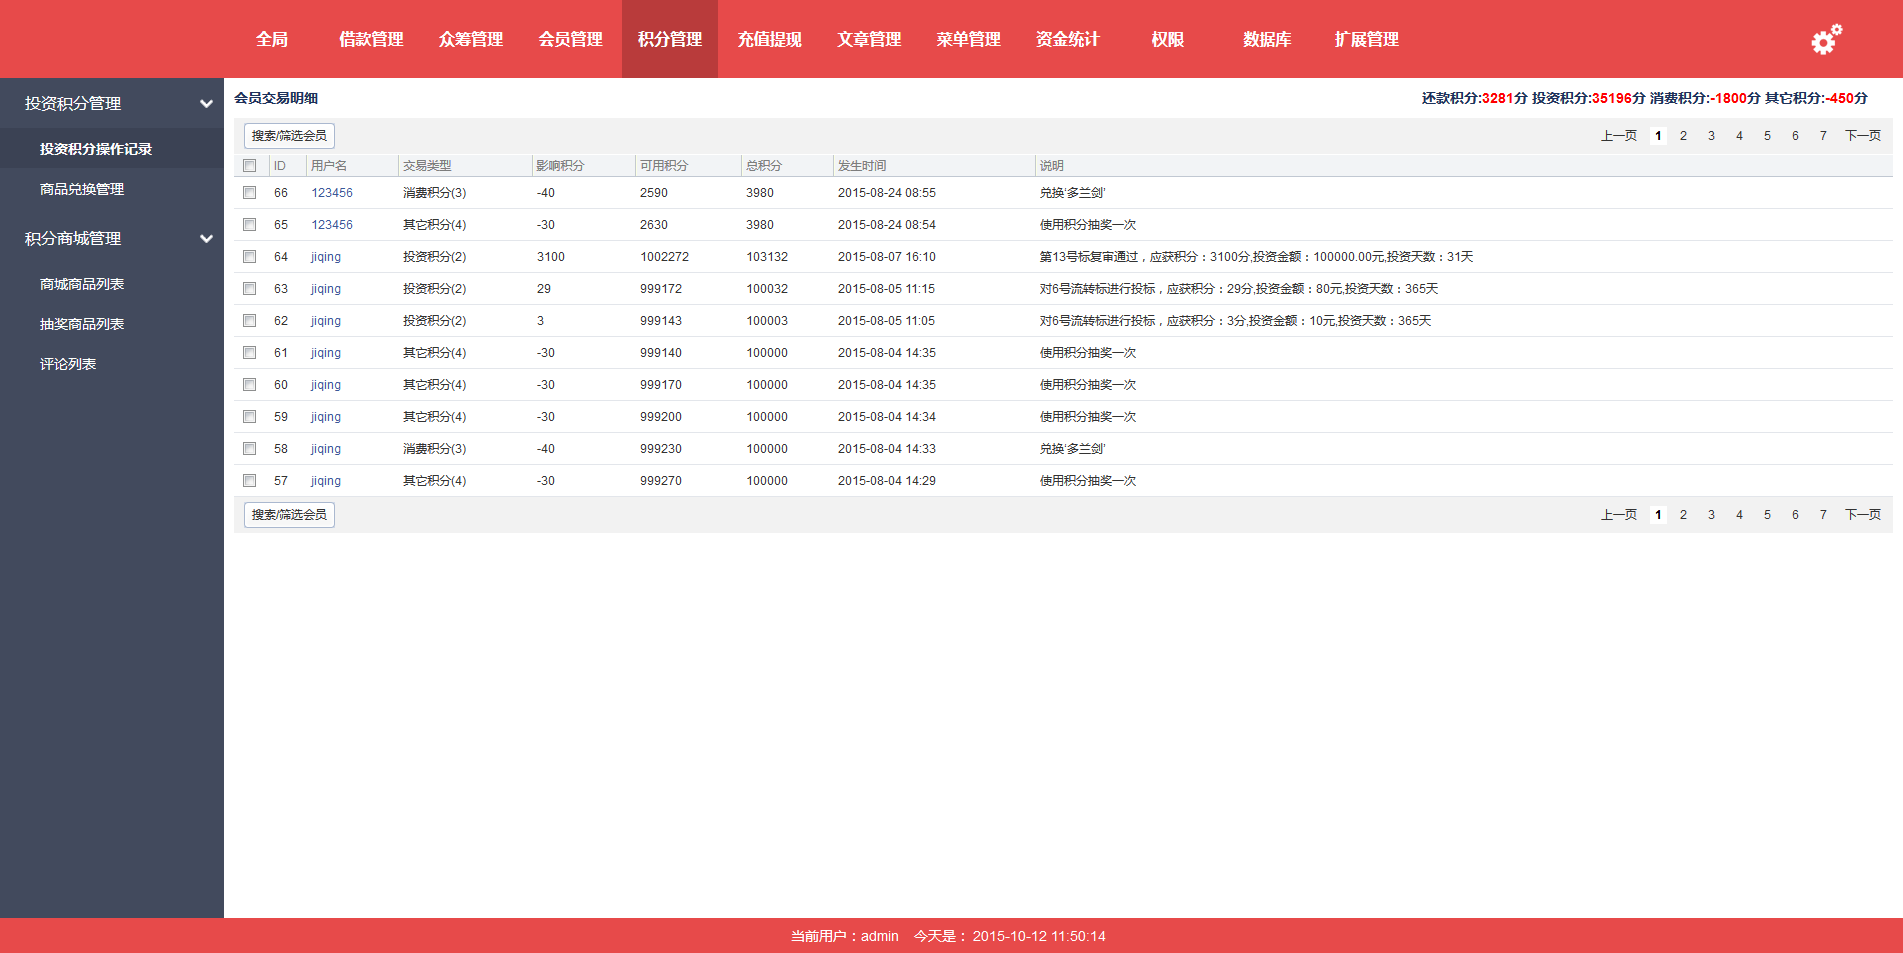 全局 借款管理 众筹管理 会员管理 积分管理 充值提现 文章管理 菜单管理 资金统计 权限 数据库 扩展管理
投资积分管理
投资积分操作记录
商品兑换管理
积分商城管理
商城商品列表
抽奖商品列表
评论列表
会员交易明细 还款积分:3281分 投资积分:35196分 消费积分:-1800分 其它积分:-450分
搜索/筛选会员 上一页 1 2 3 4 5 6 7 下一页
ID 用户名 交易类型 影响积分 可用积分 总积分 发生时间 说明
66 123456 消费积分(3) -40 2590 3980 2015-08-24 08:55 兑换'多兰剑'
65 123456 其它积分(4) -30 2630 3980 2015-08-24 08:54 使用积分抽奖一次
64 jiqing 投资积分(2) 3100 1002272 103132 2015-08-07 16:10 第13号标复审通过，应获积分：3100分,投资金额：100000.00元,投资天数：31天
63 jiqing 投资积分(2) 29 999172 100032 2015-08-05 11:15 对6号流转标进行投标，应获积分：29分,投资金额：80元,投资天数：365天
62 jiqing 投资积分(2) 3 999143 100003 2015-08-05 11:05 对6号流转标进行投标，应获积分：3分,投资金额：10元,投资天数：365天
61 jiqing 其它积分(4) -30 999140 100000 2015-08-04 14:35 使用积分抽奖一次
60 jiqing 其它积分(4) -30 999170 100000 2015-08-04 14:35 使用积分抽奖一次
59 jiqing 其它积分(4) -30 999200 100000 2015-08-04 14:34 使用积分抽奖一次
58 jiqing 消费积分(3) -40 999230 100000 2015-08-04 14:33 兑换'多兰剑'
57 jiqing 其它积分(4) -30 999270 100000 2015-08-04 14:29 使用积分抽奖一次
搜索/筛选会员 上一页 1 2 3 4 5 6 7 下一页
当前用户：admin 今天是： 2015-10-12 11:50:14